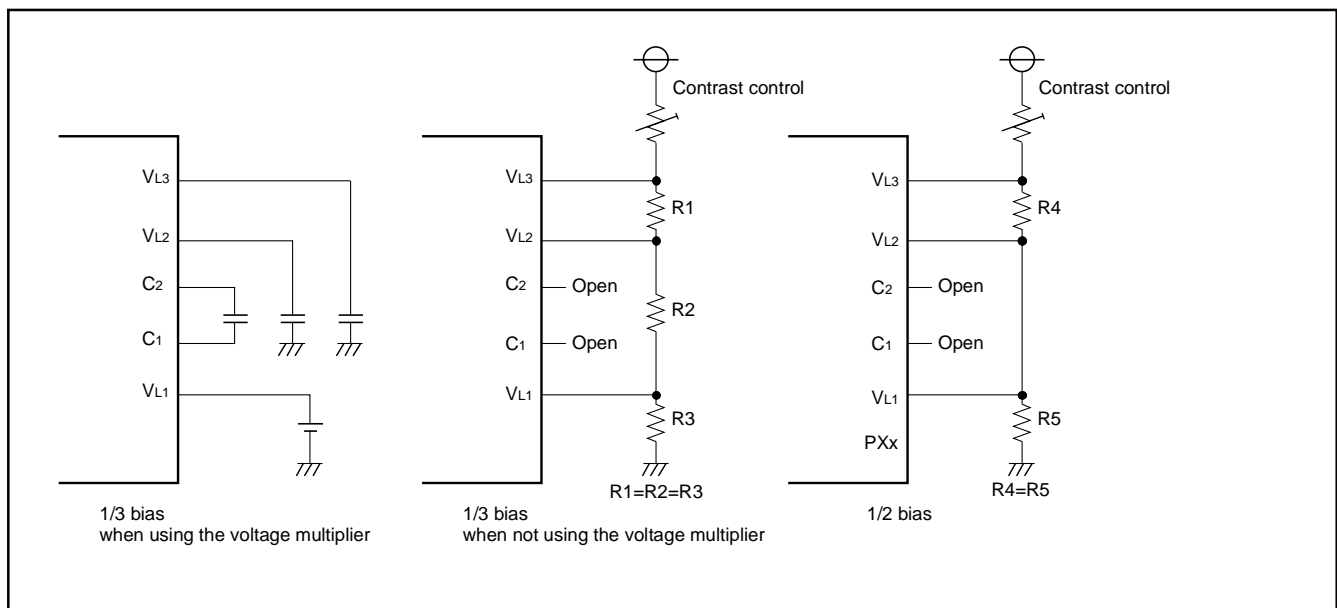 VL3
VL2
C2
C1
VL1
1/3 bias
when using the voltage multiplier
Contrast control
VL3
R1
VL2
C2
Open
R2
C1
Open
VL1
R3
R1=R2=R3
1/3 bias
when not using the voltage multiplier
Contrast control
VL3
R4
VL2
C2
Open
C1
Open
VL1
R5
PXx
R4=R5
1/2 bias